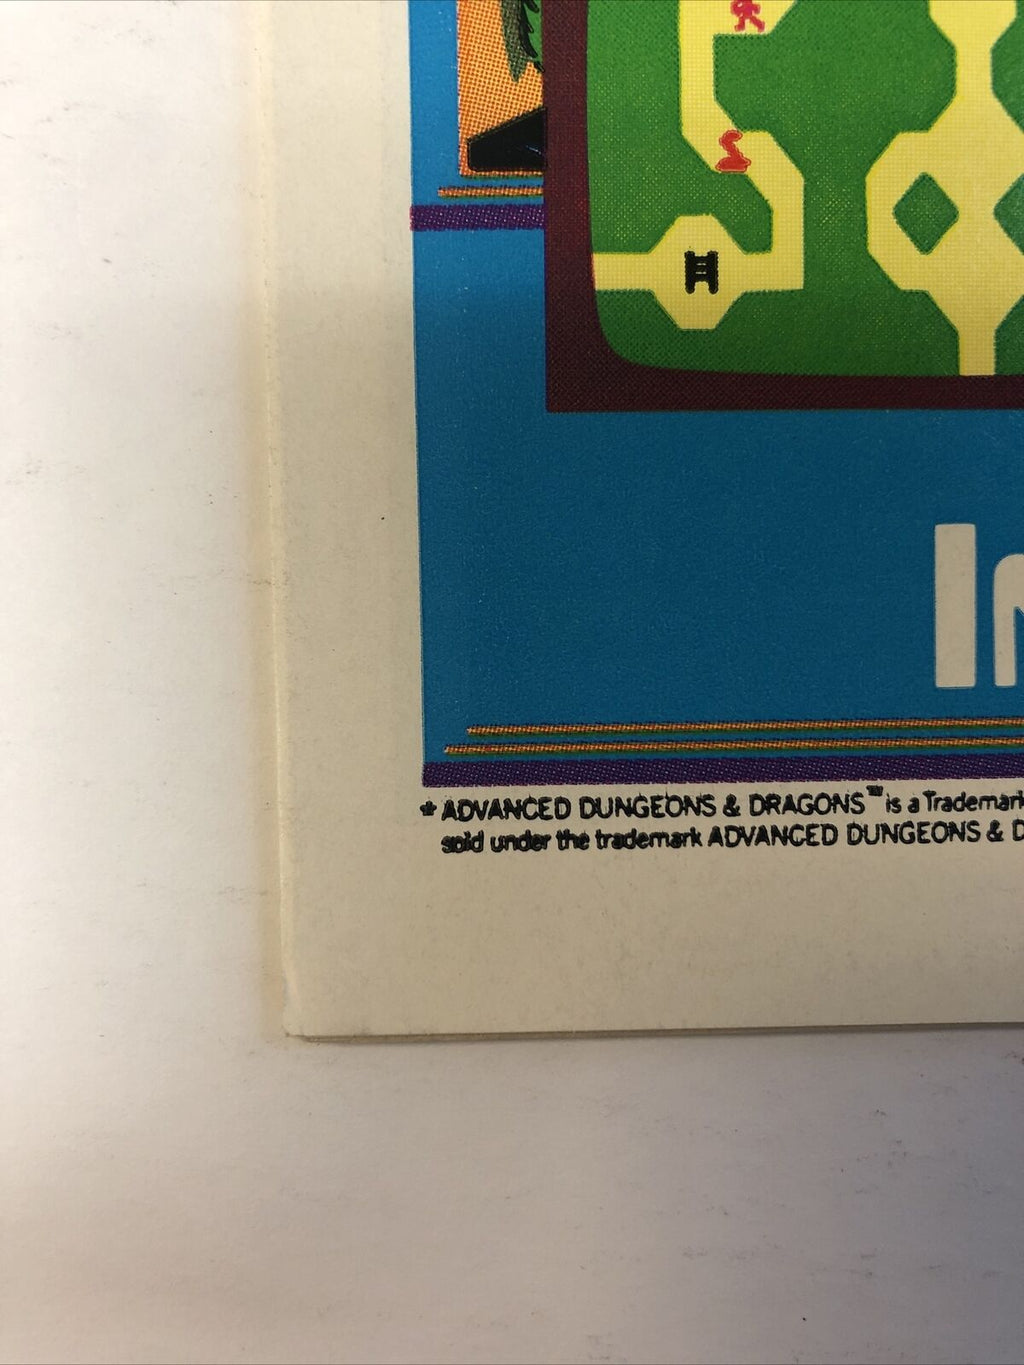 In
* ADVANCED DUNGEONS & DRAGONS™ is a Trademark
sold under the trademark ADVANCED DUNGEONS & D